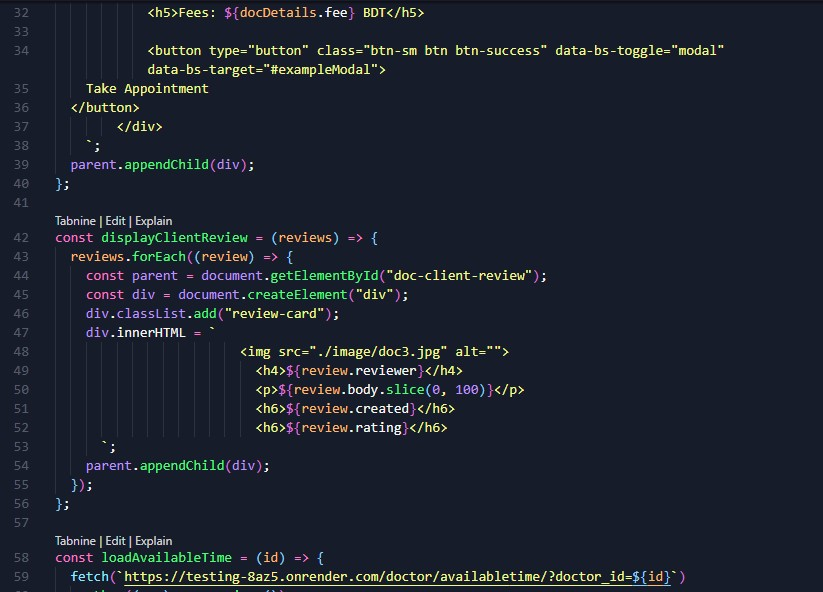 32 <h5>Fees: ${docDetails.fee} BDT</h5>
33
34 <button type="button" class="btn-sm btn btn-success" data-bs-toggle="modal"
data-bs-target="#exampleModal">
35 Take Appointment
36 </button>
37 </div>
38 `;
39 parent.appendChild(div);
40 };
41
Tabnine | Edit | Explain
42 const displayClientReview = (reviews) => {
43 reviews.forEach((review) => {
44 const parent = document.getElementById("doc-client-review");
45 const div = document.createElement("div");
46 div.classList.add("review-card");
47 div.innerHTML = `
48 <img src="./image/doc3.jpg" alt="">
49 <h4>${review.reviewer}</h4>
50 <p>${review.body.slice(0, 100)}</p>
51 <h6>${review.created}</h6>
52 <h6>${review.rating}</h6>
53 `;
54 parent.appendChild(div);
55 });
56 };
57
Tabnine | Edit | Explain
58 const loadAvailableTime = (id) => {
59 fetch(`https://testing-8az5.onrender.com/doctor/availabletime/?doctor_id=${id}`)